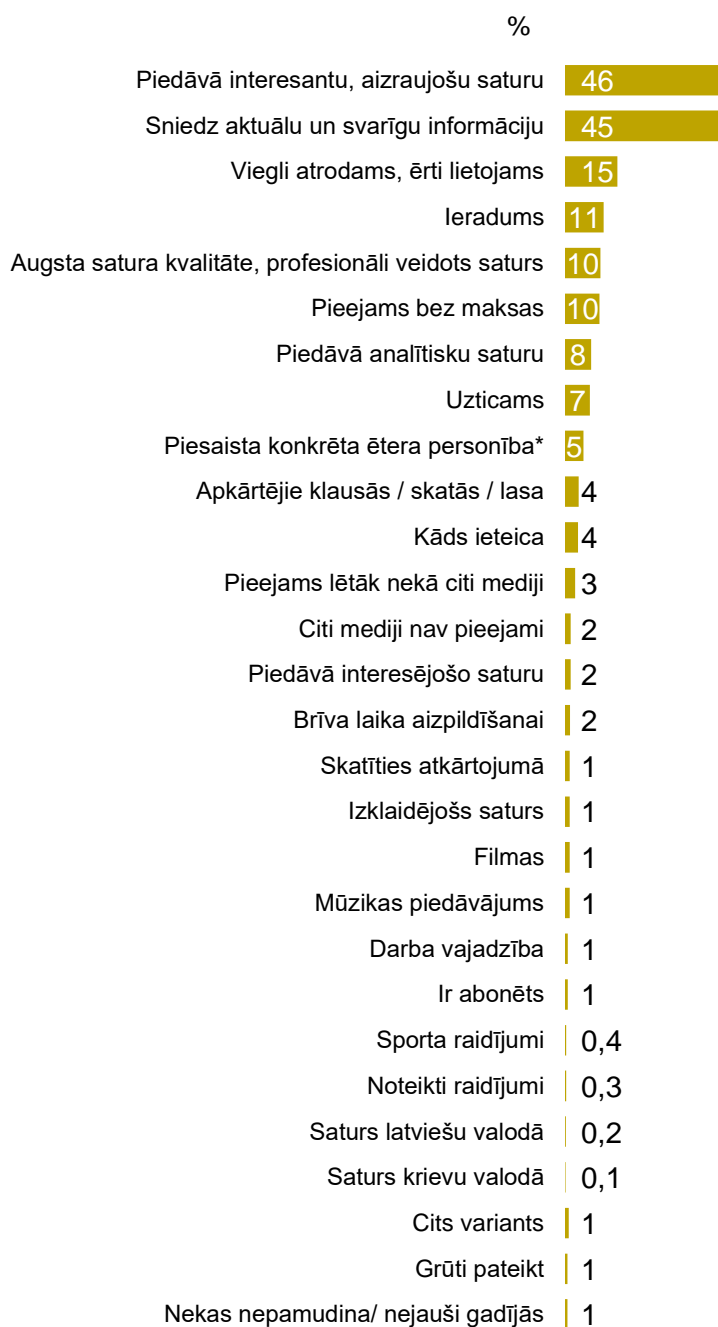 %
Piedāvā interesantu, aizraujošu saturu 46
Sniedz aktuālu un svarīgu informāciju 45
Viegli atrodams, ērti lietojams 15
Ieradums 11
Augsta satura kvalitāte, profesionāli veidots saturs 10
Pieejams bez maksas 10
Piedāvā analītisku saturu 8
Uzticams 7
Piesaista konkrēta ētera personība* 5
Apkārtējie klausās / skatās / lasa 4
Kāds ieteica 4
Pieejams lētāk nekā citi mediji 3
Citi mediji nav pieejami 2
Piedāvā interesējošo saturu 2
Brīva laika aizpildīšanai 2
Skatīties atkārtojumā 1
Izklaidējošs saturs 1
Filmas 1
Mūzikas piedāvājums 1
Darba vajadzība 1
Ir abonēts 1
Sporta raidījumi 0,4
Noteikti raidījumi 0,3
Saturs latviešu valodā 0,2
Saturs krievu valodā 0,1
Cits variants 1
Grūti pateikt 1
Nekas nepamudina/ nejauši gadījās 1